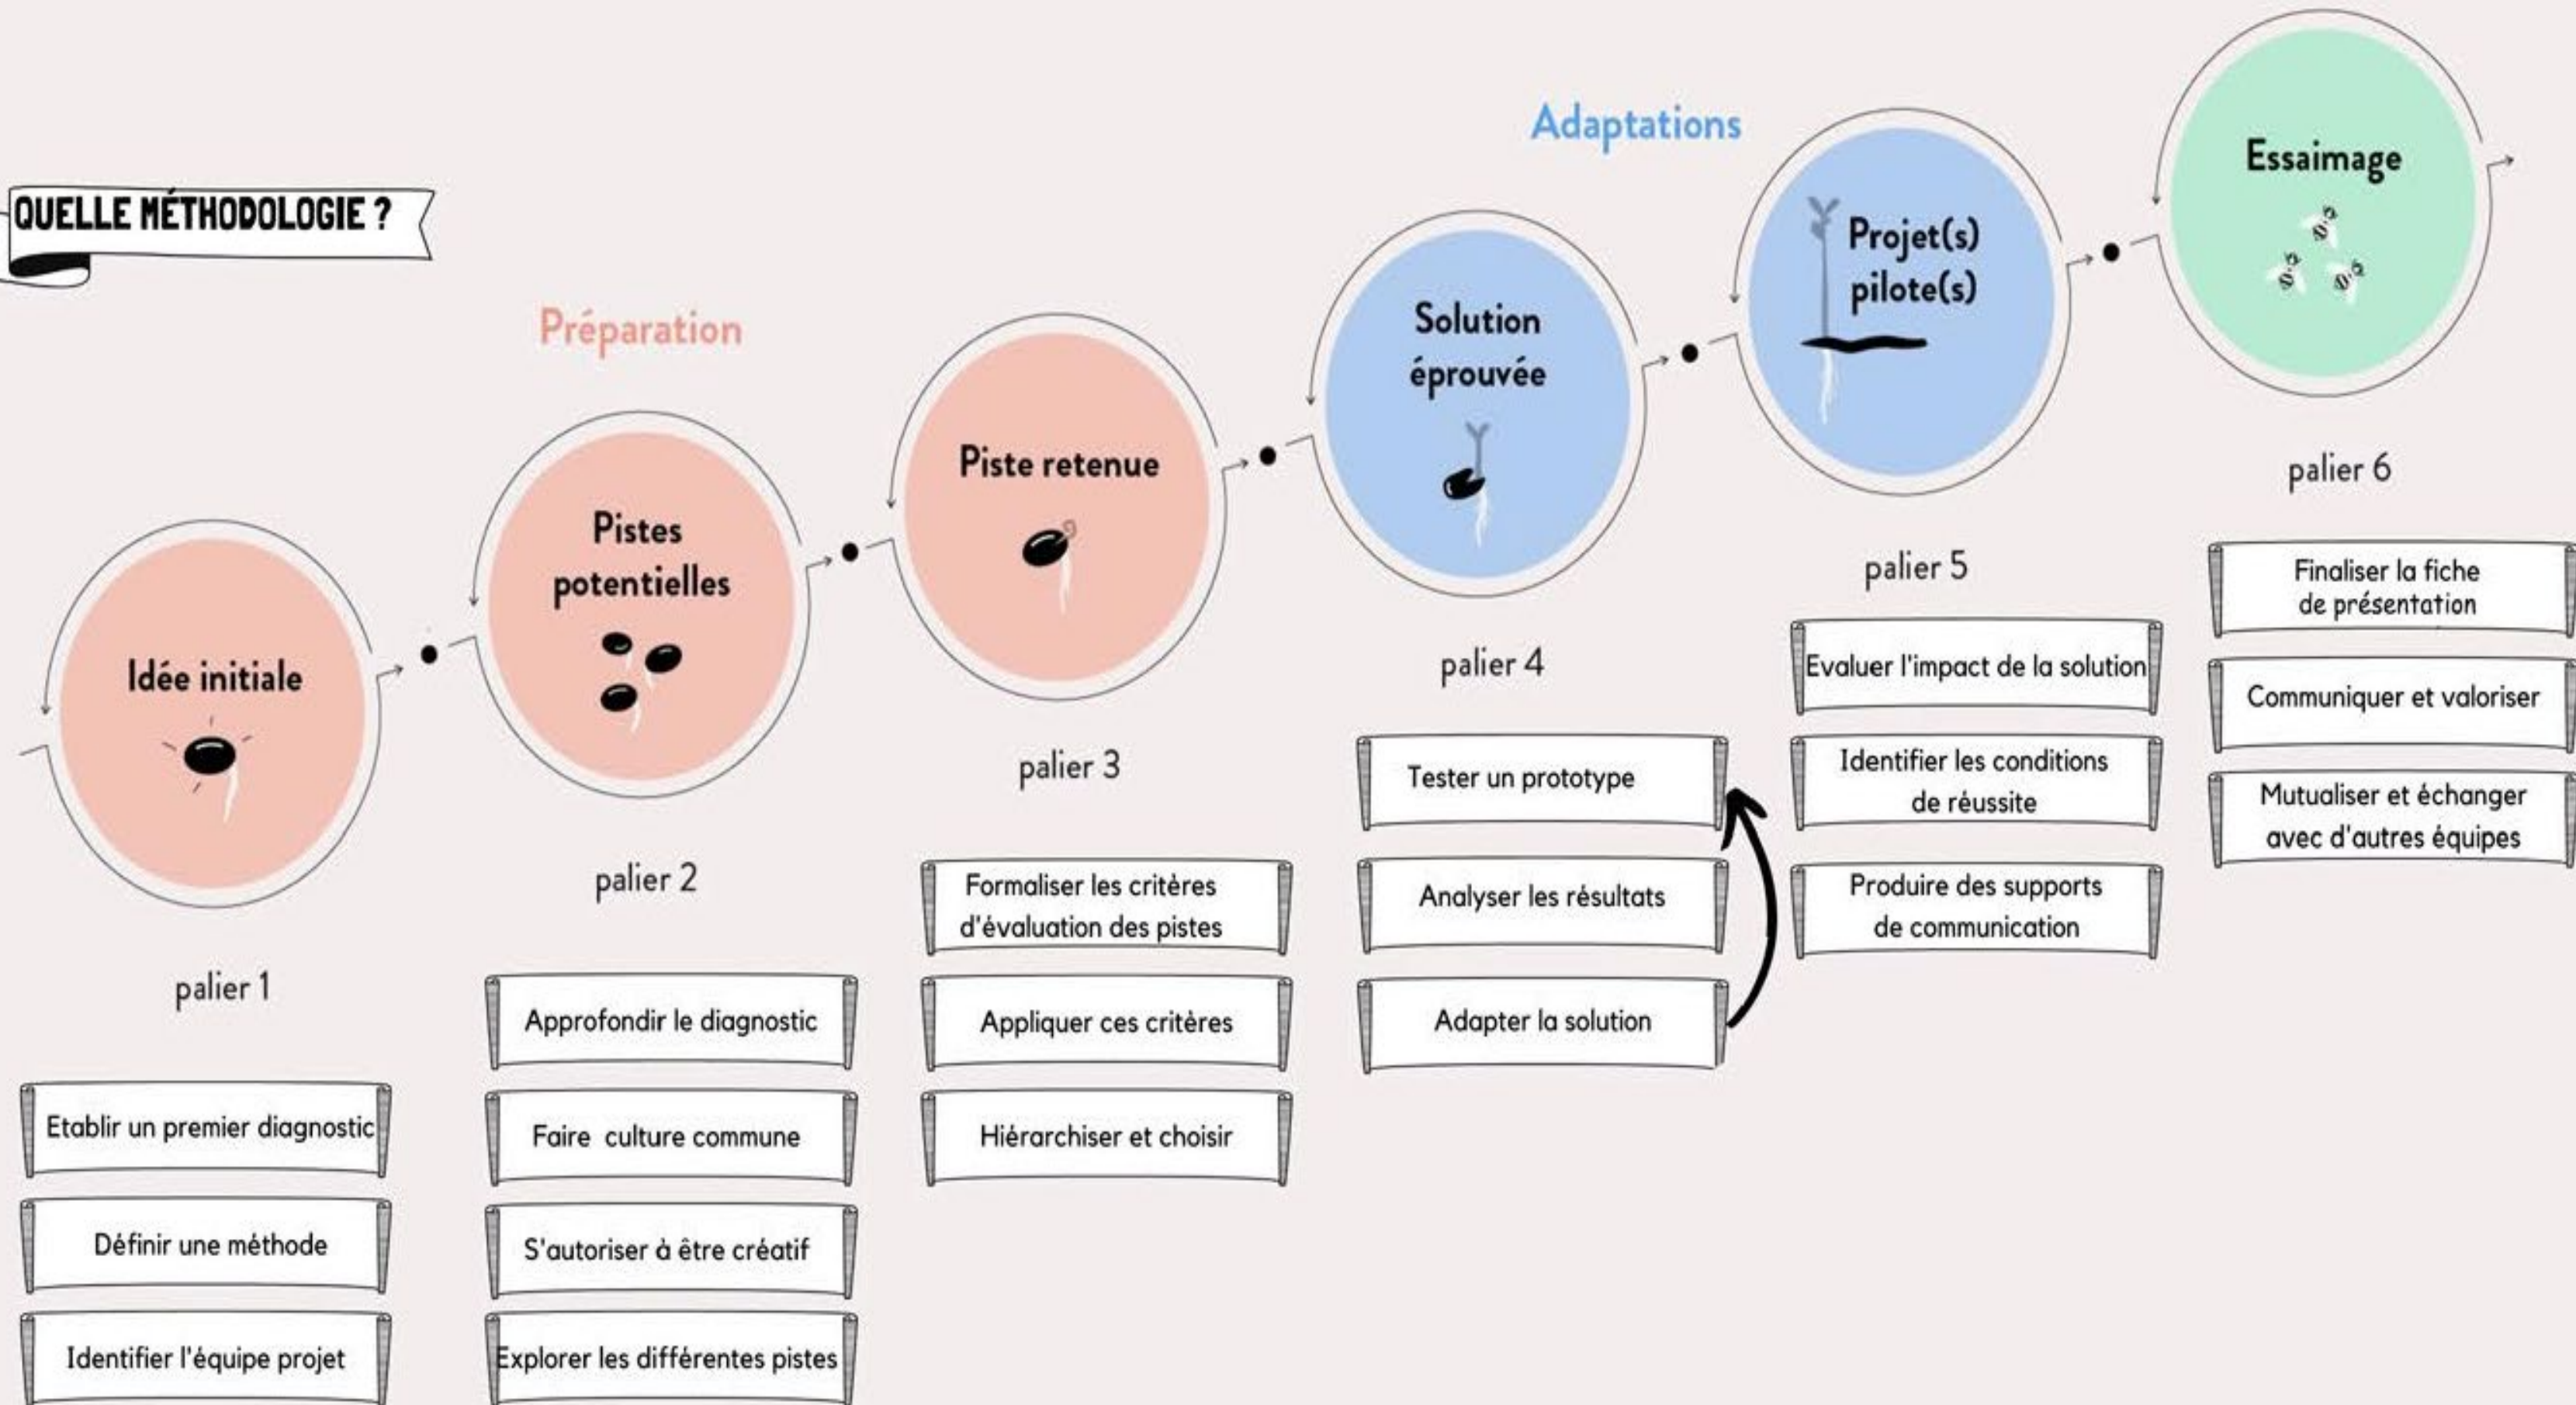 QUELLE MÉTHODOLOGIE ?
Préparation
Adaptations
Idée initiale
palier 1
Etablir un premier diagnostic
Définir une méthode
Identifier l'équipe projet
Pistes
potentielles
palier 2
Approfondir le diagnostic
Faire culture commune
S'autoriser à être créatif
Explorer les différentes pistes
Piste retenue
palier 3
Formaliser les critères
d'évaluation des pistes
Appliquer ces critères
Hiérarchiser et choisir
Solution
éprouvée
palier 4
Tester un prototype
Analyser les résultats
Adapter la solution
Projet(s)
pilote(s)
palier 5
Evaluer l'impact de la solution
Identifier les conditions
de réussite
Produire des supports
de communication
Essaimage
palier 6
Finaliser la fiche
de présentation
Communiquer et valoriser
Mutualiser et échanger
avec d'autres équipes